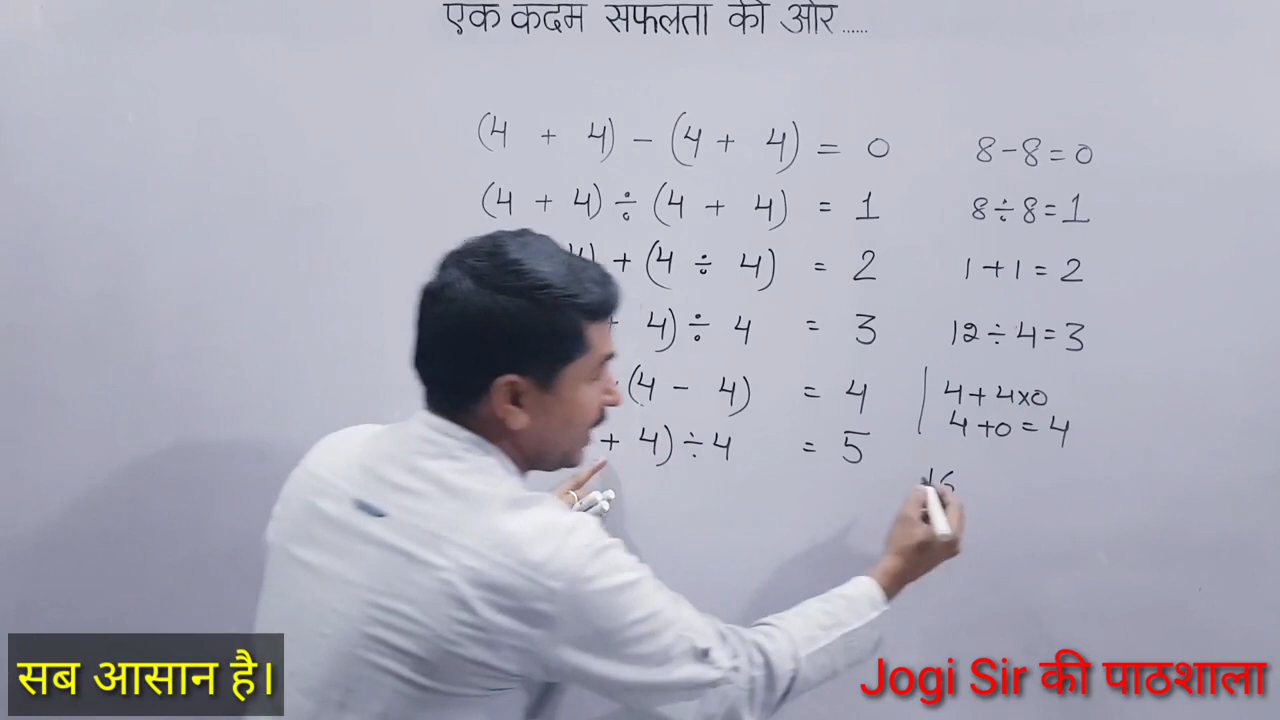 एक कदम सफलता की ओर......
(4 + 4) - (4 + 4) = 0 8-8=0
(4 + 4) ÷ (4 + 4) = 1 8÷8=1
4) + (4 ÷ 4) = 2 1+1=2
+ 4) ÷ 4 = 3 12÷4=3
(4 - 4) = 4 4+4×0
4+0=4
+ 4) ÷ 4 = 5
16
सब आसान है।
Jogi Sir की पाठशाला